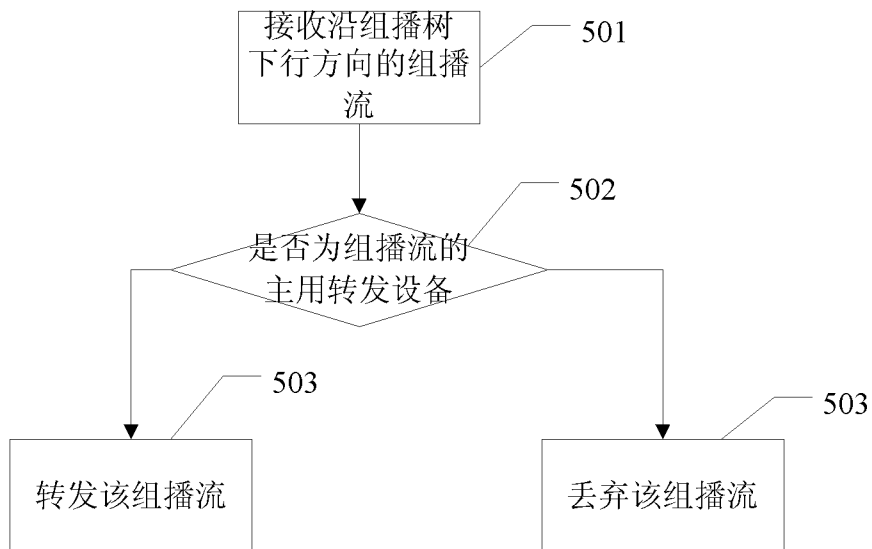 接收沿组播树
下行方向的组播
流
501
502
是否为组播流的
主用转发设备
503
503
转发该组播流
丢弃该组播流